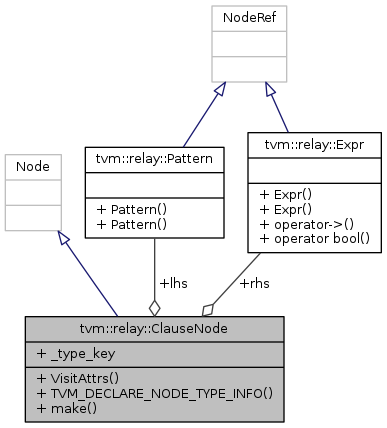 NodeRef
tvm::relay::Pattern
+ Pattern()
+ Pattern()
tvm::relay::Expr
+ Expr()
+ Expr()
+ operator->()
+ operator bool()
Node
+lhs
+rhs
tvm::relay::ClauseNode
+ _type_key
+ VisitAttrs()
+ TVM_DECLARE_NODE_TYPE_INFO()
+ make()